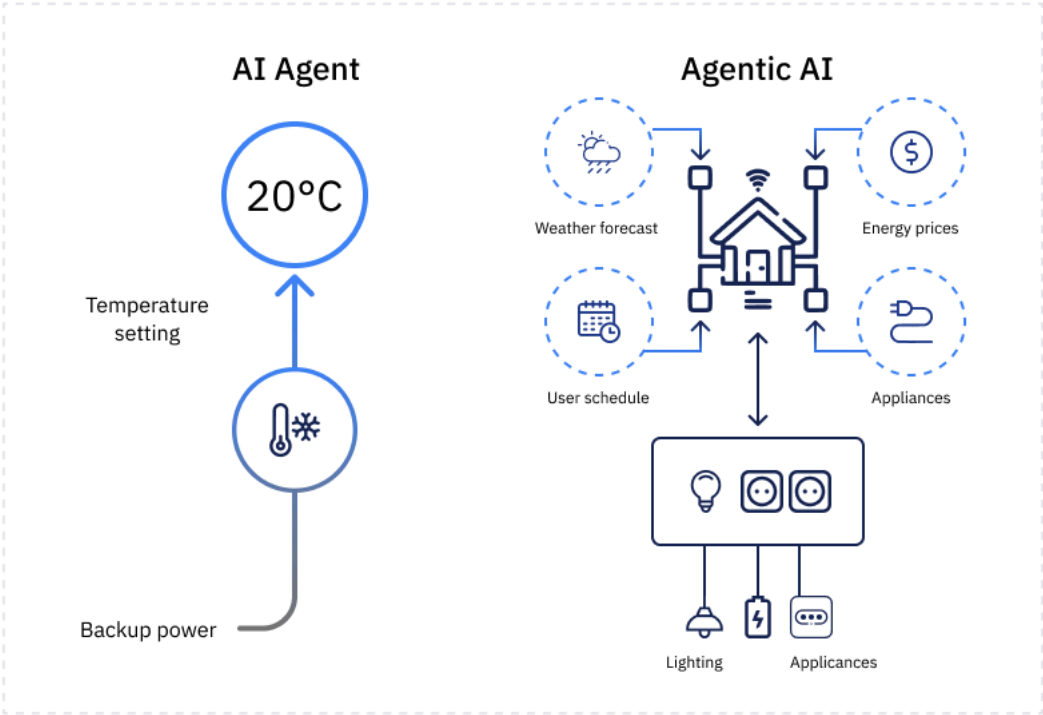 AI Agent
20°C
Temperature
setting
Backup power
Agentic AI
Weather forecast
Energy prices
User schedule
Appliances
Lighting
Applicances